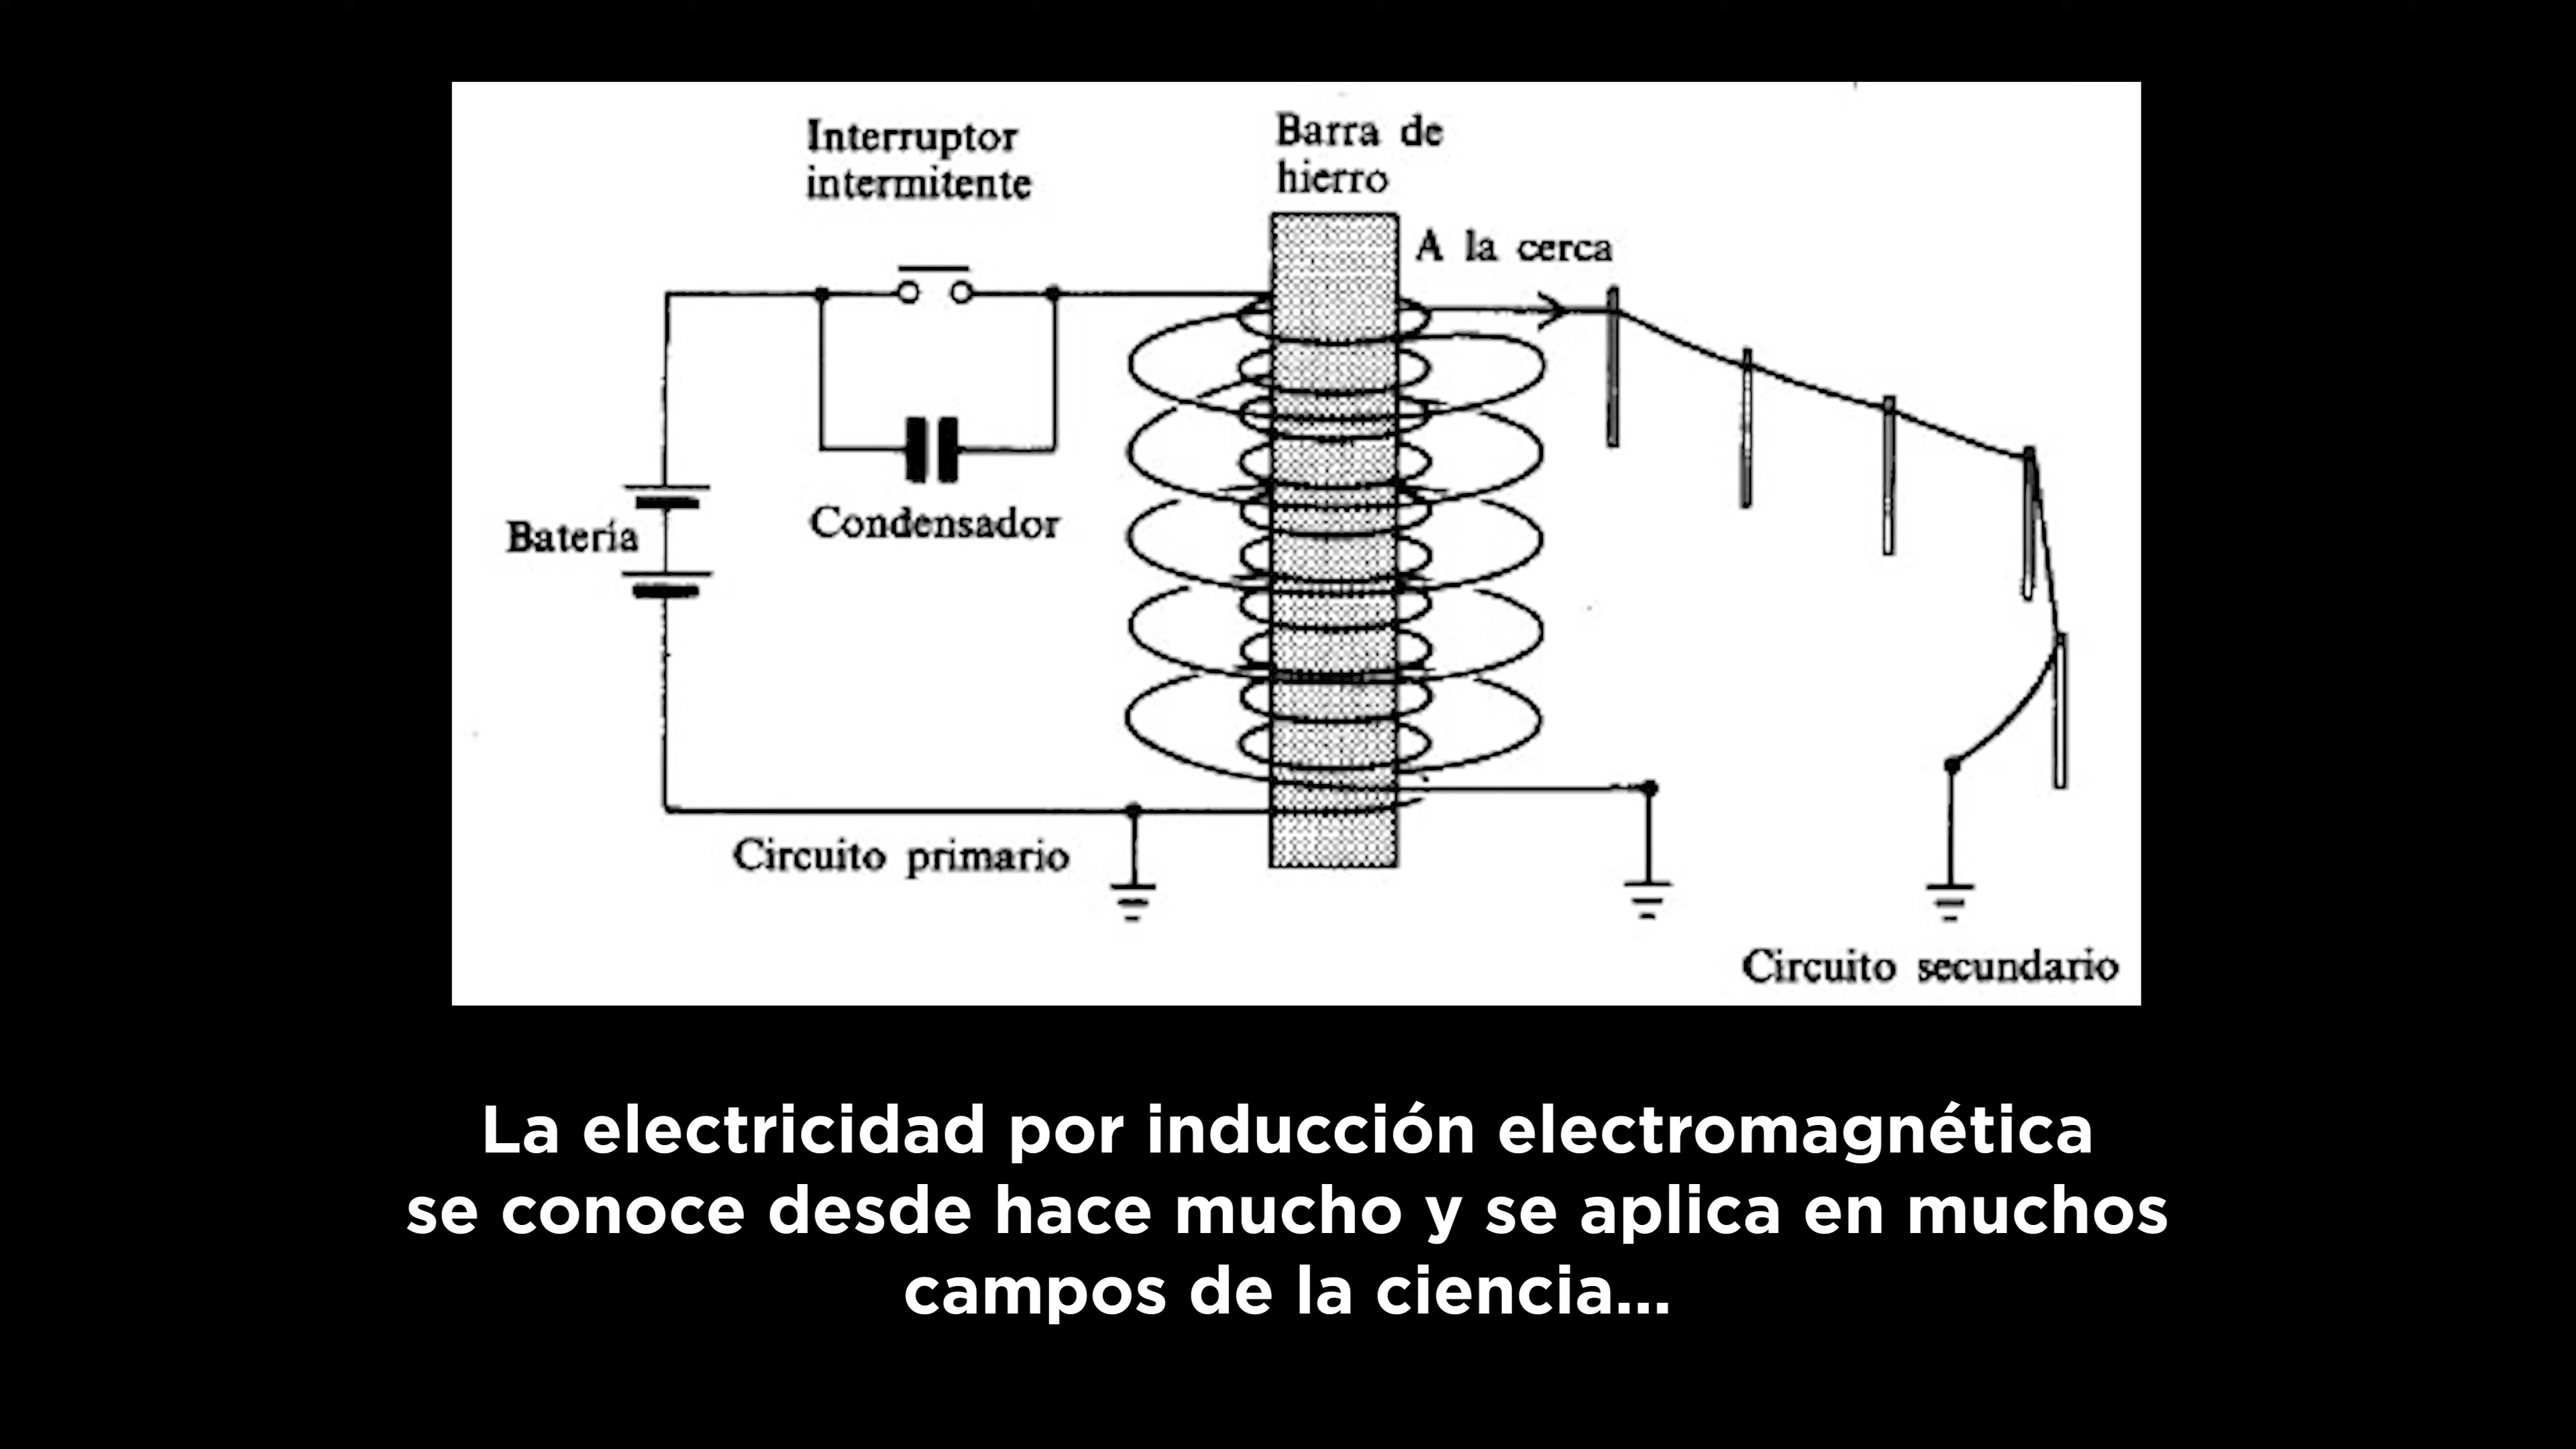 Interruptor
intermitente
Barra de
hierro
A la cerca
Batería
Condensador
Circuito primario
Circuito secundario
La electricidad por inducción electromagnética
se conoce desde hace mucho y se aplica en muchos
campos de la ciencia...